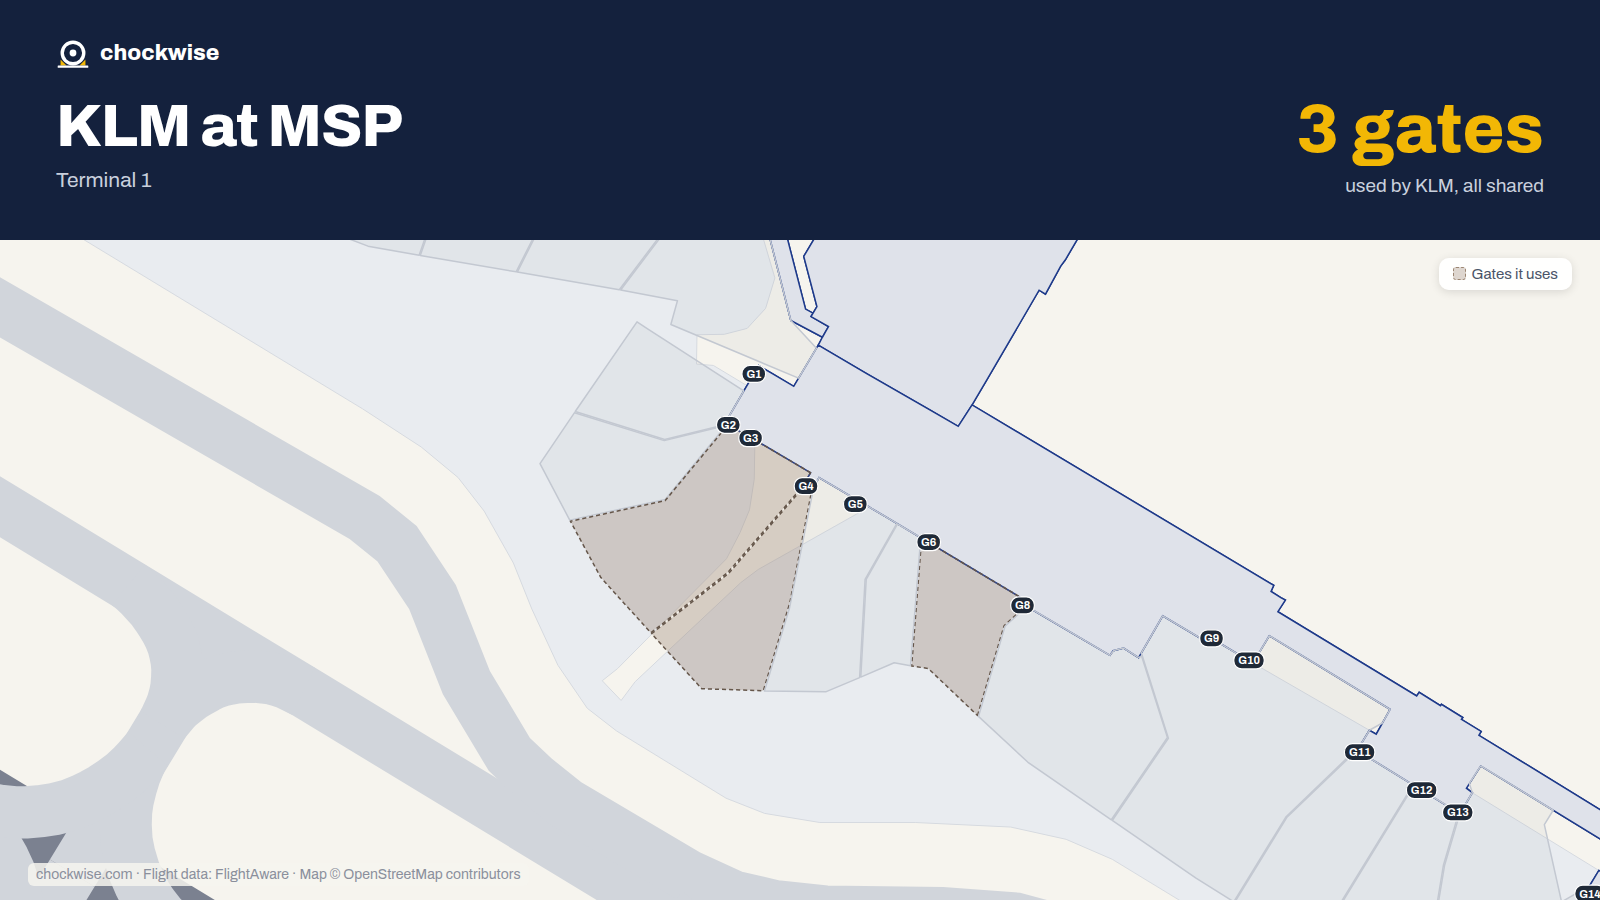 chockwise
KLM at MSP
Terminal 1
3 gates
used by KLM, all shared
Gates it uses
G1
G2
G3
G4
G5
G6
G8
G9
G10
G11
G12
G13
G14
chockwise.com · Flight data: FlightAware · Map © OpenStreetMap contributors